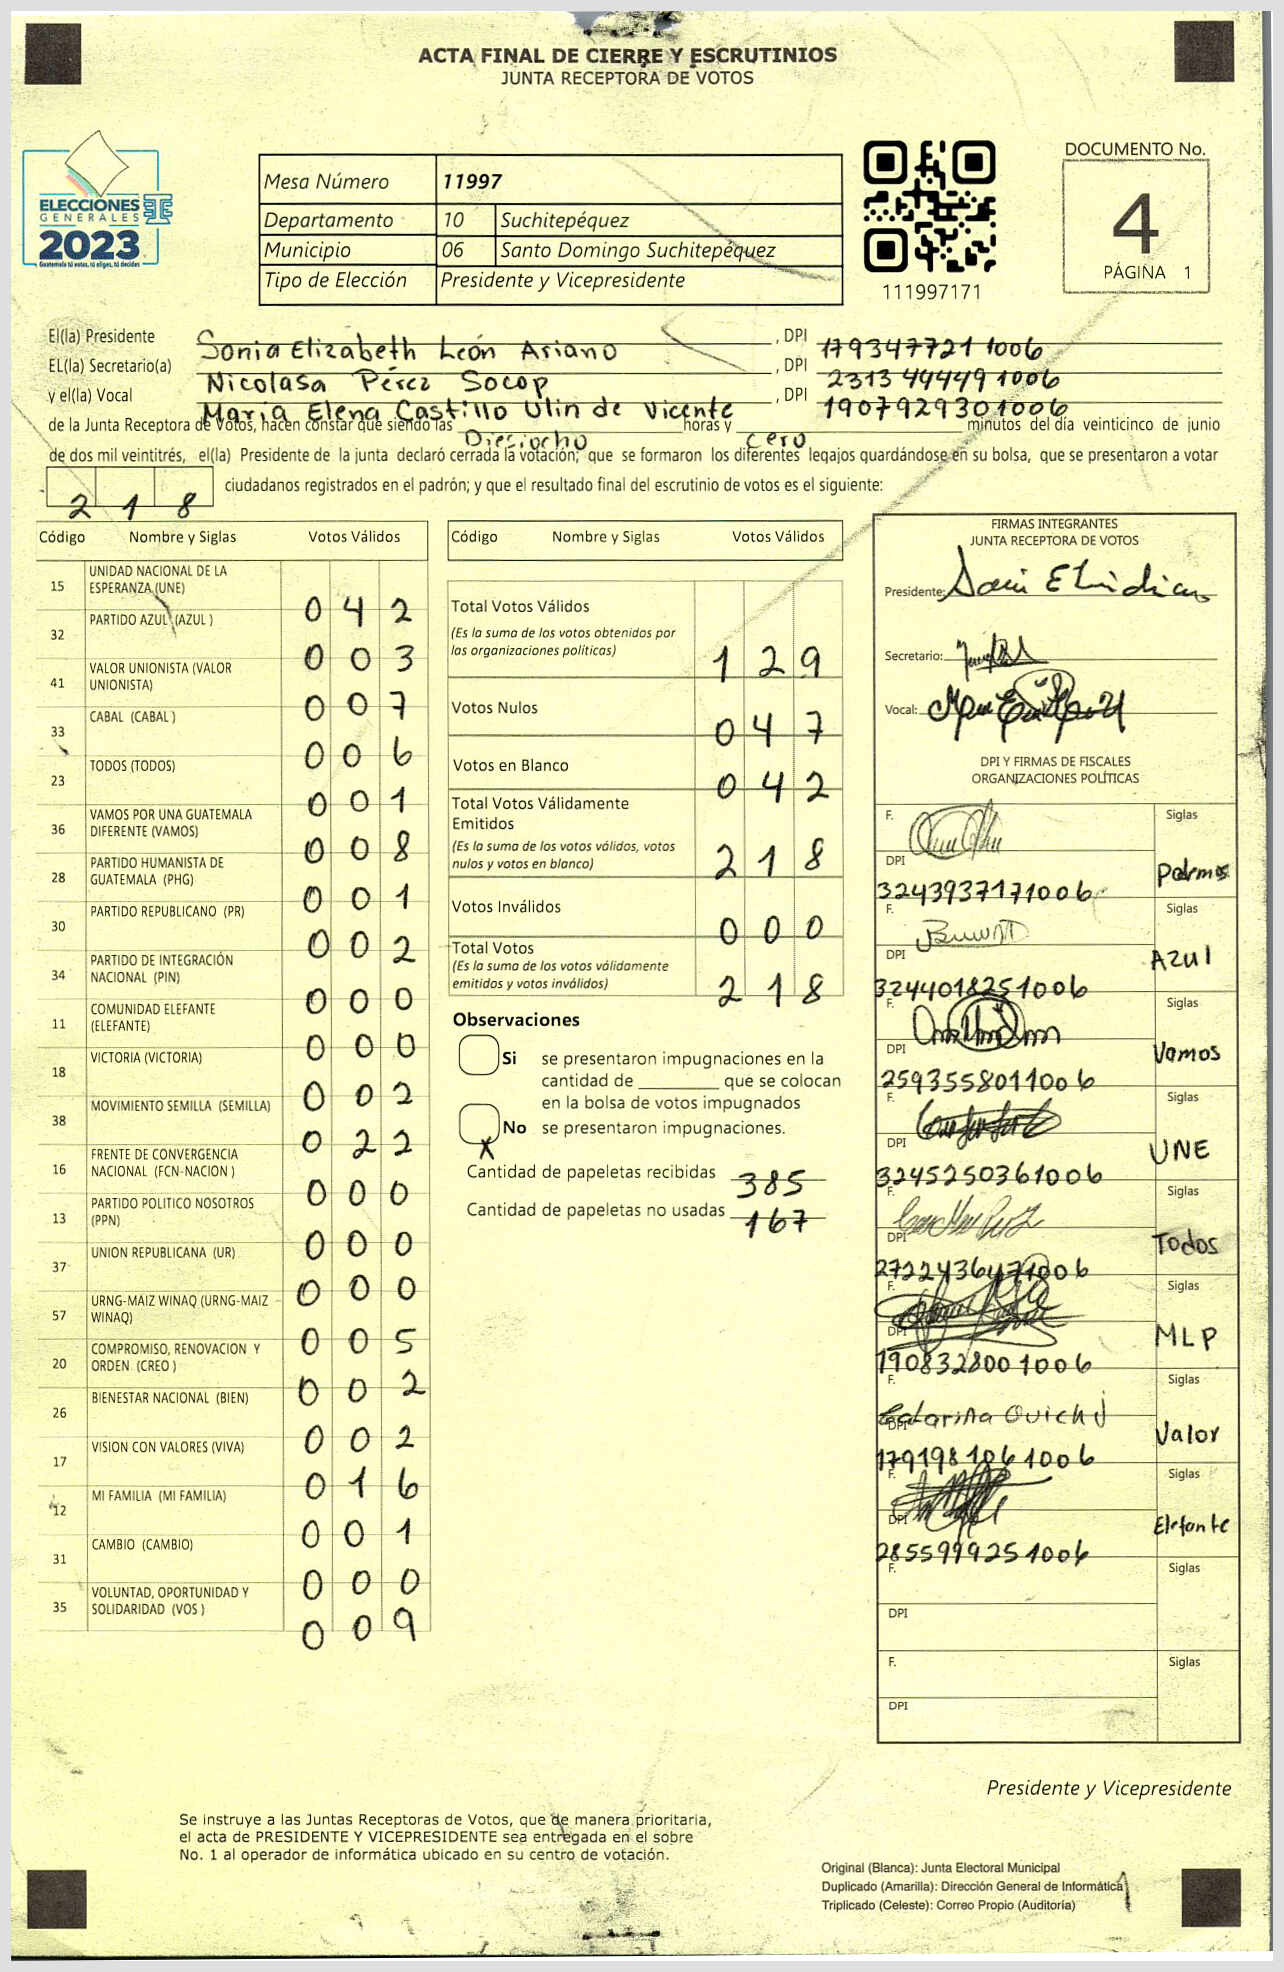 ACTA FINAL DE CIERRE Y ESCRUTINIOS
JUNTA RECEPTORA DE VOTOS
ELECCIONES
GENERALES
2023
Guatemala tú votas, tú eliges, tú decides
Mesa Número 11997
Departamento 10 Suchitepéquez
Municipio 06 Santo Domingo Suchitepéquez
Tipo de Elección Presidente y Vicepresidente
111997171
DOCUMENTO No.
4
PÁGINA 1
El(la) Presidente Sonia Elizabeth León Ariano , DPI 179347721 1006
EL(la) Secretario(a) Nicolasa Pérez Socop , DPI 2313 44449 1006
y el(la) Vocal María Elena Castillo Ulin de Vicente , DPI 1907929301006
de la Junta Receptora de Votos, hacen constar que siendo las Dieciocho horas y cero minutos del día veinticinco de junio
de dos mil veintitrés, el(la) Presidente de la junta declaró cerrada la votación; que se formaron los diferentes legajos guardándose en su bolsa, que se presentaron a votar
2 1 8 ciudadanos registrados en el padrón; y que el resultado final del escrutinio de votos es el siguiente:
Código Nombre y Siglas Votos Válidos
15 UNIDAD NACIONAL DE LA ESPERANZA (UNE) 0 4 2
32 PARTIDO AZUL (AZUL ) 0 0 3
41 VALOR UNIONISTA (VALOR UNIONISTA) 0 0 7
33 CABAL (CABAL ) 0 0 6
23 TODOS (TODOS) 0 0 1
36 VAMOS POR UNA GUATEMALA DIFERENTE (VAMOS) 0 0 8
28 PARTIDO HUMANISTA DE GUATEMALA (PHG) 0 0 1
30 PARTIDO REPUBLICANO (PR) 0 0 2
34 PARTIDO DE INTEGRACIÓN NACIONAL (PIN) 0 0 0
11 COMUNIDAD ELEFANTE (ELEFANTE) 0 0 0
18 VICTORIA (VICTORIA) 0 0 2
38 MOVIMIENTO SEMILLA (SEMILLA) 0 2 2
16 FRENTE DE CONVERGENCIA NACIONAL (FCN-NACION ) 0 0 0
13 PARTIDO POLITICO NOSOTROS (PPN) 0 0 0
37 UNION REPUBLICANA (UR) 0 0 0
57 URNG-MAIZ WINAQ (URNG-MAIZ WINAQ) 0 0 5
20 COMPROMISO, RENOVACION Y ORDEN (CREO ) 0 0 2
26 BIENESTAR NACIONAL (BIEN) 0 0 2
17 VISION CON VALORES (VIVA) 0 1 6
12 MI FAMILIA (MI FAMILIA) 0 0 1
31 CAMBIO (CAMBIO) 0 0 0
35 VOLUNTAD, OPORTUNIDAD Y SOLIDARIDAD (VOS ) 0 0 9
Código Nombre y Siglas Votos Válidos
Total Votos Válidos
(Es la suma de los votos obtenidos por
las organizaciones políticas) 1 2 9
Votos Nulos 0 4 7
Votos en Blanco 0 4 2
Total Votos Válidamente
Emitidos
(Es la suma de los votos válidos, votos
nulos y votos en blanco) 2 1 8
Votos Inválidos 0 0 0
Total Votos
(Es la suma de los votos válidamente
emitidos y votos inválidos) 2 1 8
Observaciones
Si se presentaron impugnaciones en la
cantidad de ________ que se colocan
en la bolsa de votos impugnados
X No se presentaron impugnaciones.
Cantidad de papeletas recibidas 385
Cantidad de papeletas no usadas 167
FIRMAS INTEGRANTES
JUNTA RECEPTORA DE VOTOS
Presidente:
Secretario:
Vocal:
DPI Y FIRMAS DE FISCALES
ORGANIZACIONES POLÍTICAS
F. Siglas
DPI 3243937171006 Podemos
F. Siglas
DPI 3244018251006 AZUl
F. Siglas
DPI 2593558011006 Vamos
F. Siglas
DPI 3245250361006 UNE
F. Siglas
DPI 2722436471006 Todos
F. Siglas
DPI 190832800 1006 MLP
F. Catarina Siglas
DPI 1791981061006 Valor
F. Siglas
DPI 2855999251006 Elefante
F. Siglas
DPI
F. Siglas
DPI
Presidente y Vicepresidente
Se instruye a las Juntas Receptoras de Votos, que de manera prioritaria,
el acta de PRESIDENTE Y VICEPRESIDENTE sea entregada en el sobre
No. 1 al operador de informática ubicado en su centro de votación.
Original (Blanca): Junta Electoral Municipal
Duplicado (Amarilla): Dirección General de Informática
Triplicado (Celeste): Correo Propio (Auditoría)